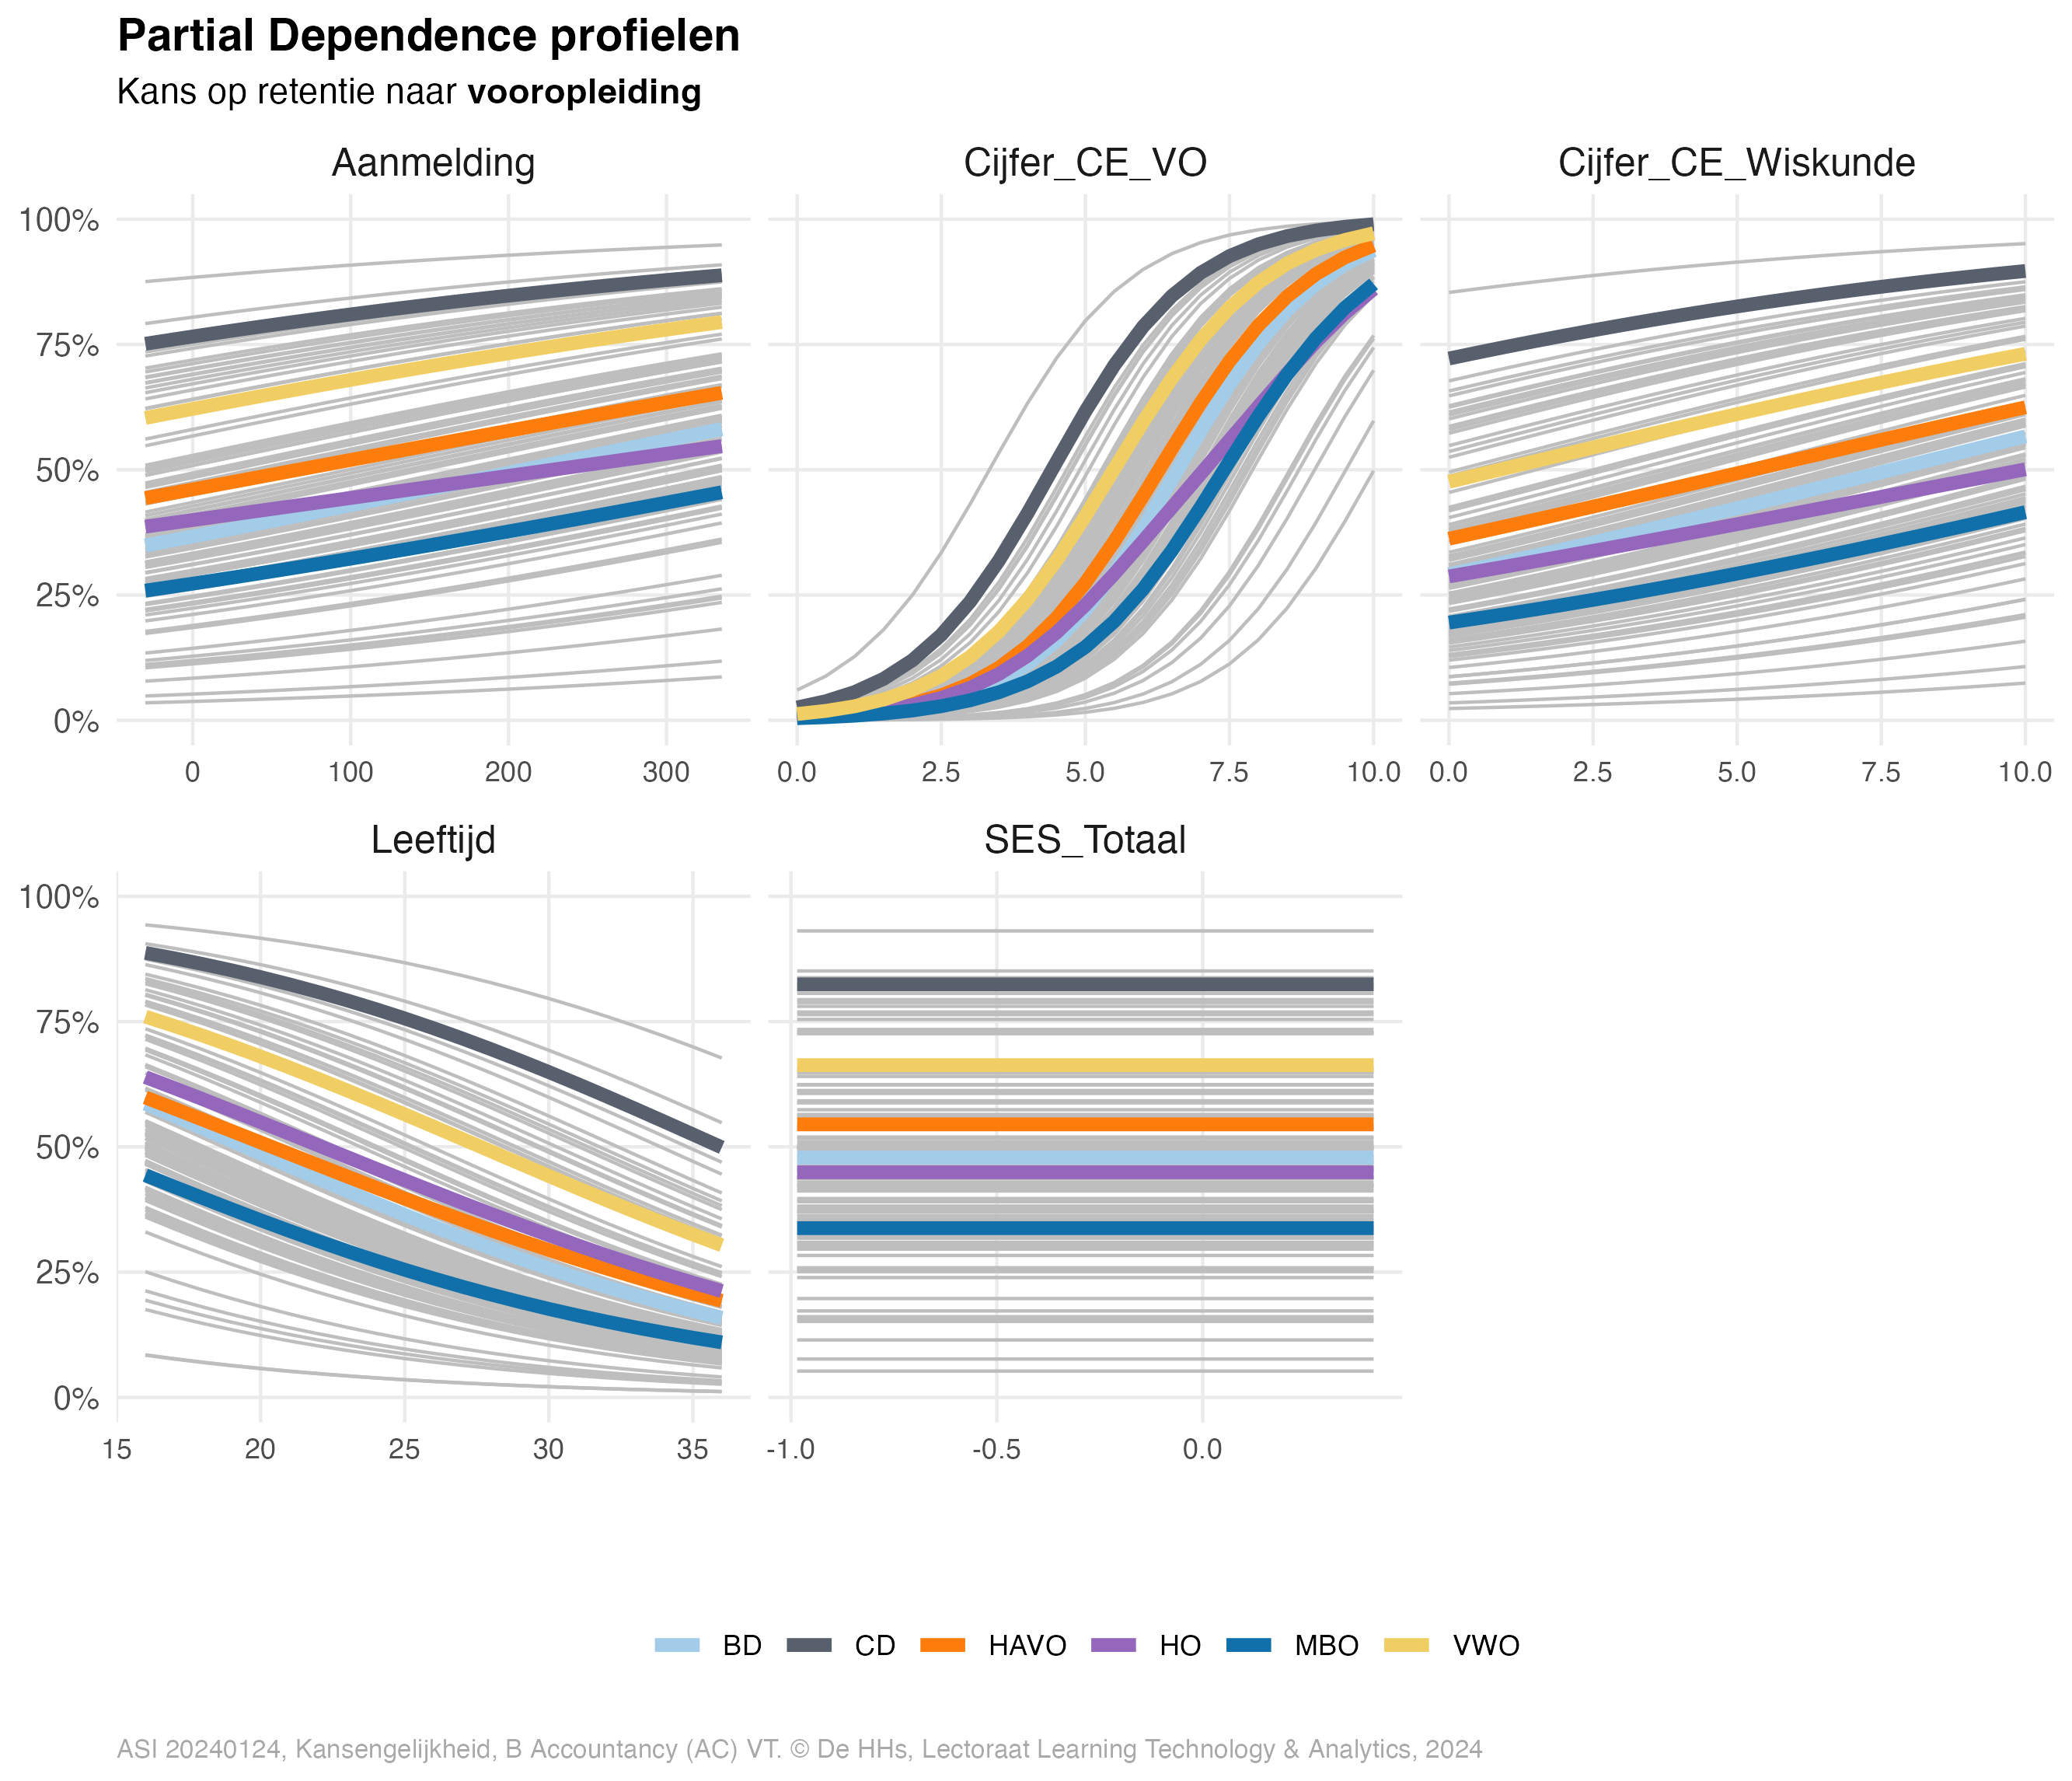 Partial Dependence profielen
Kans op retentie naar vooropleiding
Aanmelding
Cijfer_CE_VO
Cijfer_CE_Wiskunde
100%
75%
50%
25%
0%
0 100 200 300
0.0 2.5 5.0 7.5 10.0
0.0 2.5 5.0 7.5 10.0
Leeftijd
SES_Totaal
100%
75%
50%
25%
0%
15 20 25 30 35
-1.0 -0.5 0.0
BD CD HAVO HO MBO VWO
ASI 20240124, Kansengelijkheid, B Accountancy (AC) VT. © De HHs, Lectoraat Learning Technology & Analytics, 2024